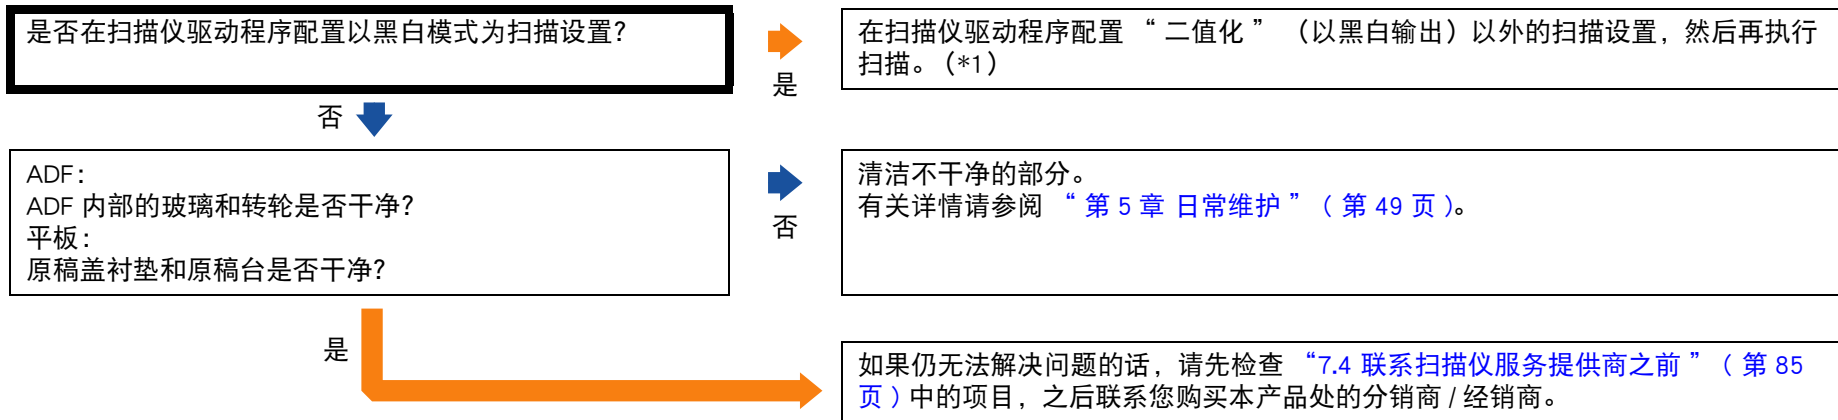 是否在扫描仪驱动程序配置以黑白模式为扫描设置？
是
在扫描仪驱动程序配置 “ 二值化 ” （以黑白输出）以外的扫描设置，然后再执行
扫描。（*1）
否
ADF：
ADF 内部的玻璃和转轮是否干净？
平板：
原稿盖衬垫和原稿台是否干净？
否
清洁不干净的部分。
有关详情请参阅 “ 第 5 章 日常维护 ” （ 第 49 页 ）。
是
如果仍无法解决问题的话，请先检查 “7.4 联系扫描仪服务提供商之前 ” （ 第 85
页 ）中的项目，之后联系您购买本产品处的分销商 / 经销商。